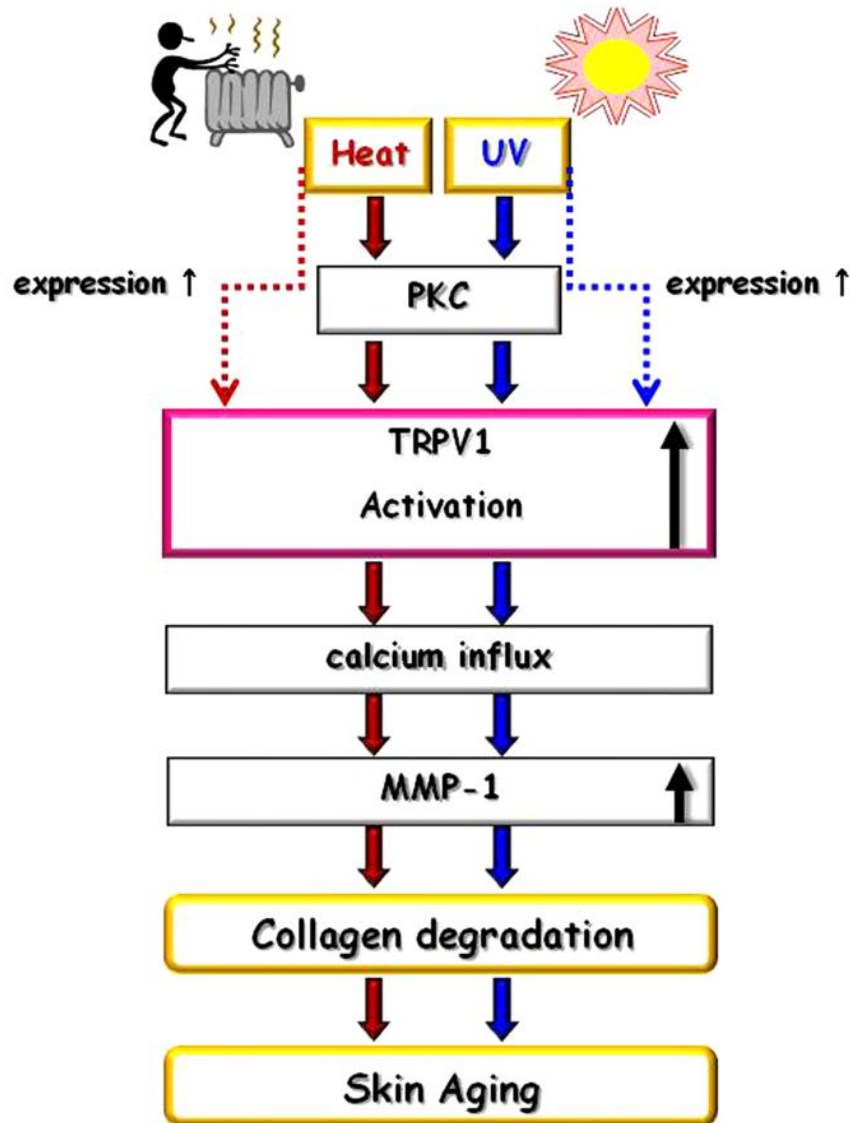 Heat
UV
expression ↑
expression ↑
PKC
TRPV1
Activation
calcium influx
MMP-1
Collagen degradation
Skin Aging